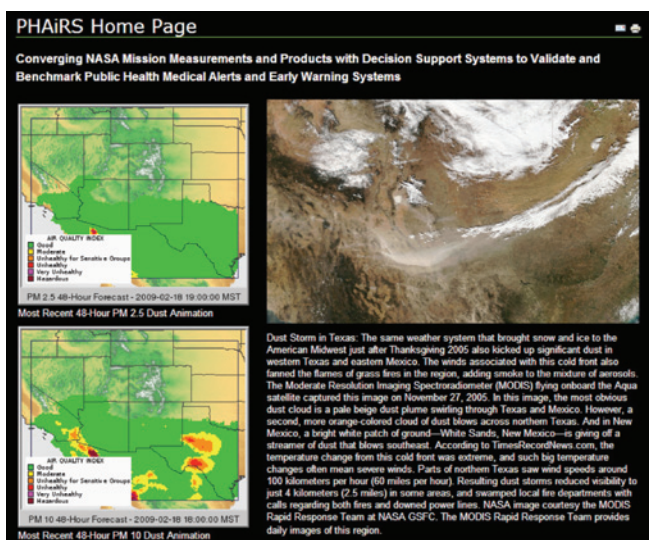 PHAiRS Home Page
Converging NASA Mission Measurements and Products with Decision Support Systems to Validate and
Benchmark Public Health Medical Alerts and Early Warning Systems
AIR QUALITY INDEX
Good
Moderate
Unhealthy for Sensitive Groups
Unhealthy
Very Unhealthy
Hazardous
PM 2.5 48-Hour Forecast - 2009-02-18 19:00:00 MST
Most Recent 48-Hour PM 2.5 Dust Animation
AIR QUALITY INDEX
Good
Moderate
Unhealthy for Sensitive Groups
Unhealthy
Very Unhealthy
Hazardous
PM 10 48-Hour Forecast - 2009-02-18 18:00:00 MST
Most Recent 48-Hour PM 10 Dust Animation
Dust Storm in Texas: The same weather system that brought snow and ice to the
American Midwest just after Thanksgiving 2005 also kicked up significant dust in
western Texas and eastern Mexico. The winds associated with this cold front also
fanned the flames of grass fires in the region, adding smoke to the mixture of aerosols.
The Moderate Resolution Imaging Spectroradiometer (MODIS) flying onboard the Aqua
satellite captured this image on November 27, 2005. In this image, the most obvious
dust cloud is a pale beige dust plume swirling through Texas and Mexico. However, a
second, more orange-colored cloud of dust blows across northern Texas. And in New
Mexico, a bright white patch of ground—White Sands, New Mexico—is giving off a
streamer of dust that blows southeast. According to TimesRecordNews.com, the
temperature change from this cold front was extreme, and such big temperature
changes often mean severe winds. Parts of northern Texas saw wind speeds around
100 kilometers per hour (60 miles per hour). Resulting dust storms reduced visibility to
just 4 kilometers (2.5 miles) in some areas, and swamped local fire departments with
calls regarding both fires and downed power lines. NASA image courtesy the MODIS
Rapid Response Team at NASA GSFC. The MODIS Rapid Response Team provides
daily images of this region.